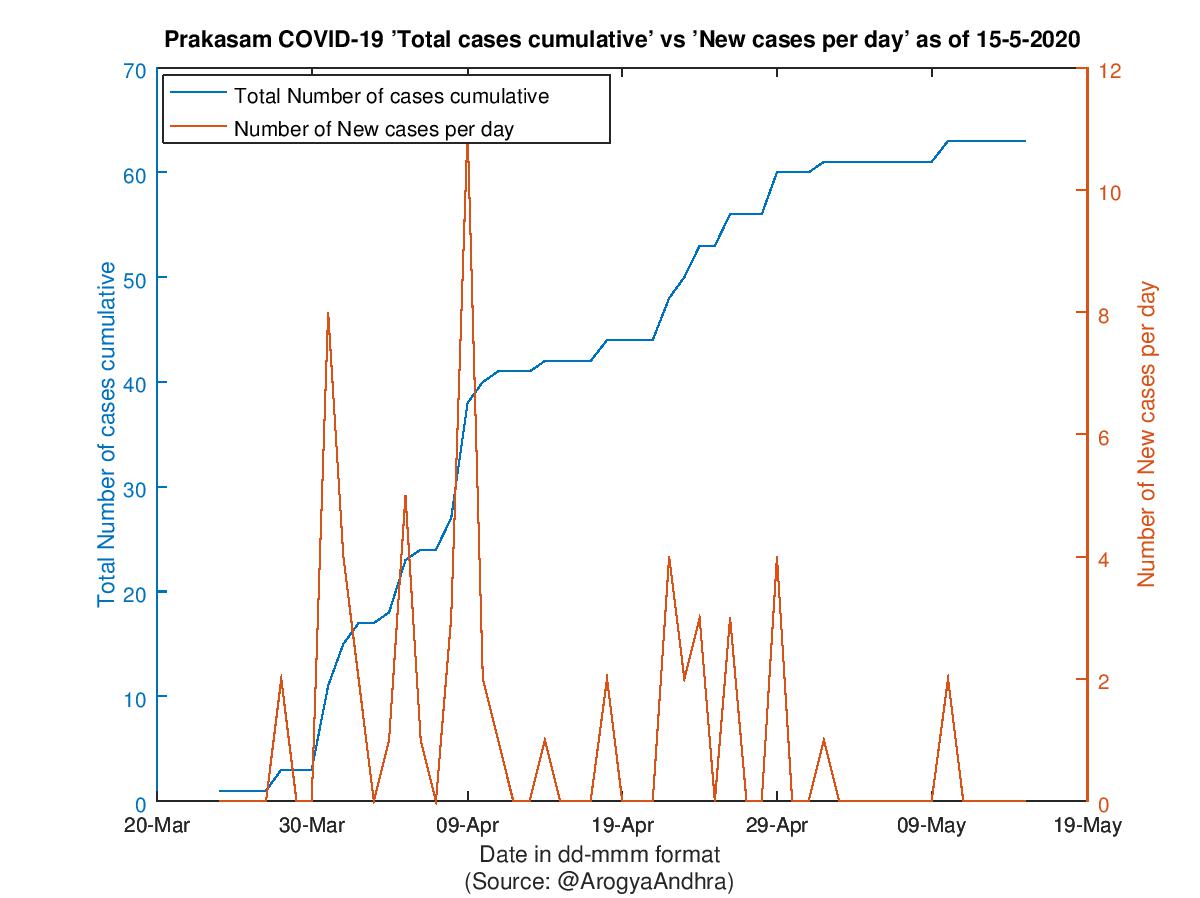 Prakasam COVID-19 ’Total cases cumulative’ vs ’New cases per day’ as of 15-5-2020
Total Number of cases cumulative
Number of New cases per day
70
60
50
40
30
20
10
0
Total Number of cases cumulative
12
10
8
6
4
2
0
Number of New cases per day
20-Mar 30-Mar 09-Apr 19-Apr 29-Apr 09-May 19-May
Date in dd-mmm format
(Source: @ArogyaAndhra)